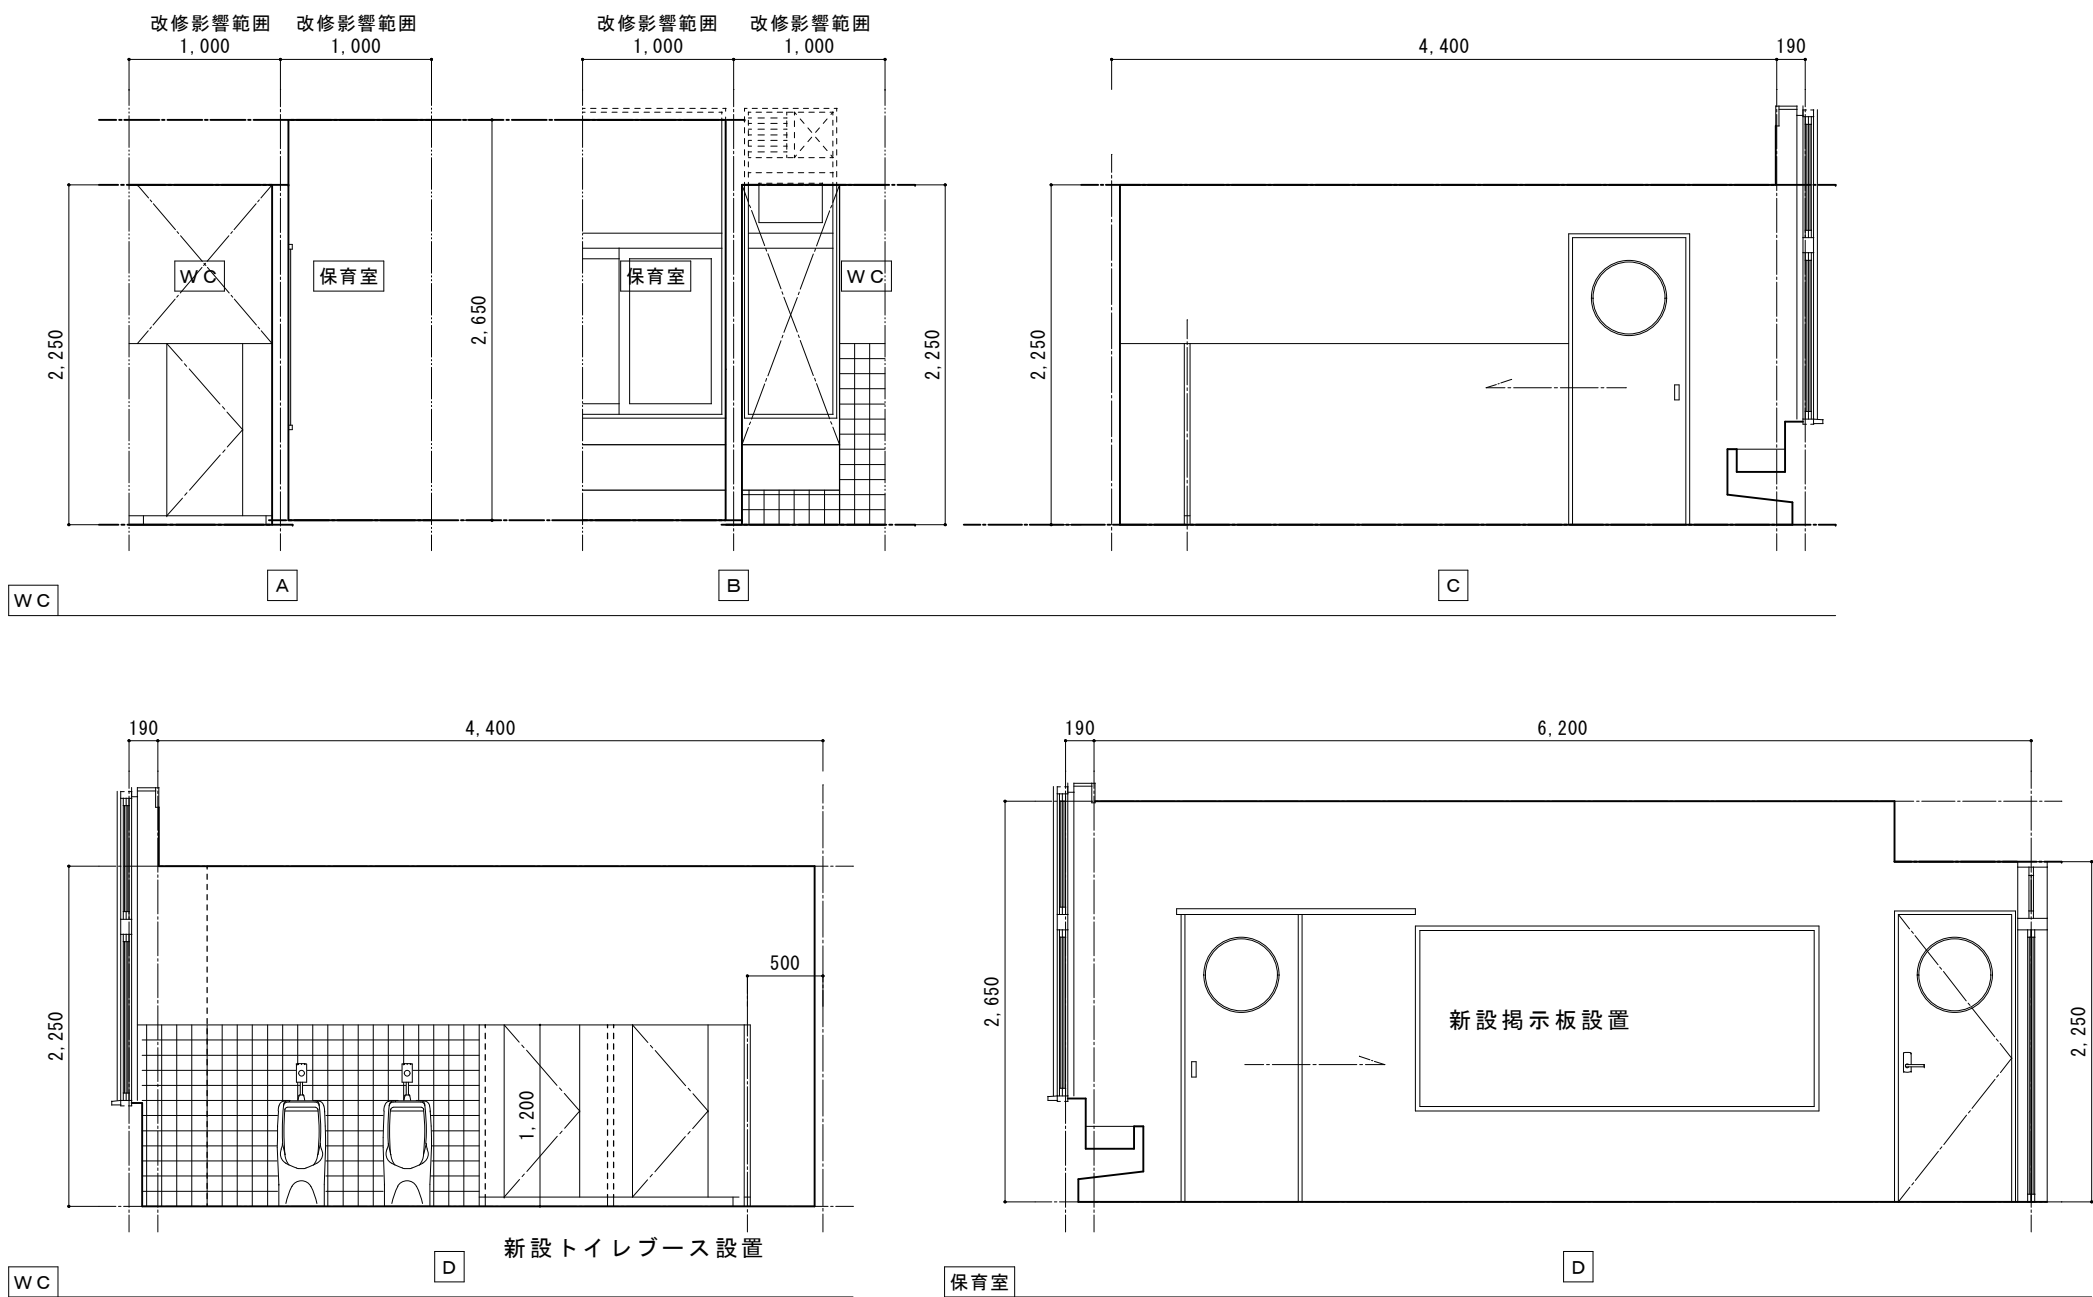 改修影響範囲 改修影響範囲 改修影響範囲 改修影響範囲
1,000 1,000 1,000 1,000 4,400 190
WC 保育室 保育室 WC
2,250 2,650 2,250 2,250
A B C
WC
190 4,400 190 6,200
500
2,250 1,200 2,650 新設掲示板設置 2,250
新設トイレブース設置
D D
WC 保育室